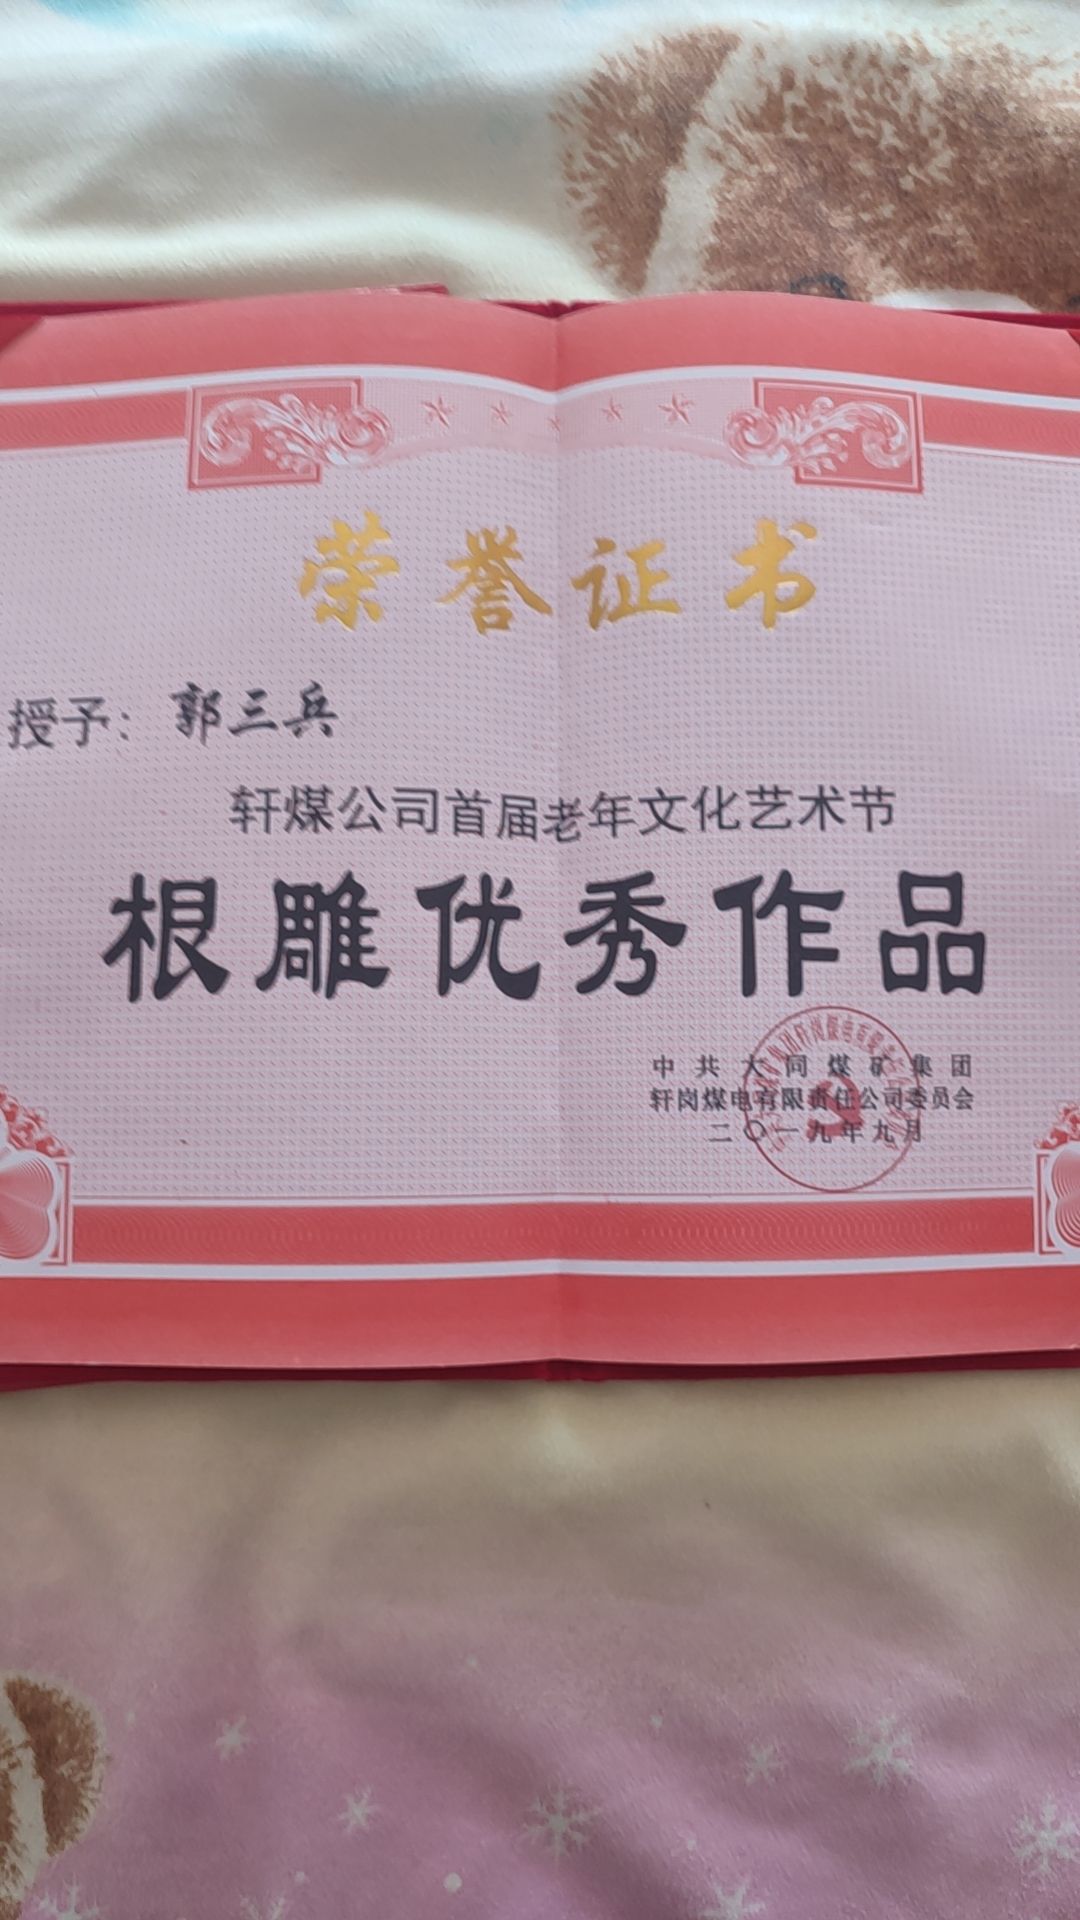 荣誉证书
授予：郭三兵
轩煤公司首届老年文化艺术节
根雕优秀作品
中共大同煤矿集团
轩岗煤电有限责任公司委员会
二〇一九年九月